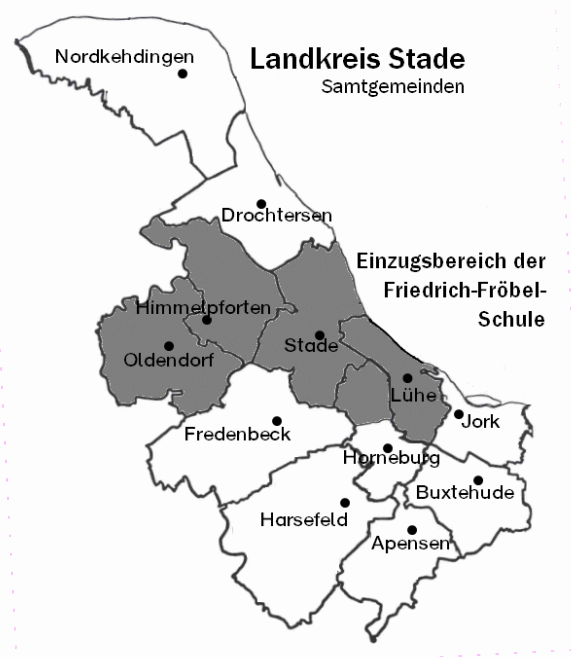 Landkreis Stade
Samtgemeinden
Nordkehdingen
Drochtersen
Einzugsbereich der
Friedrich-Fröbel-
Schule
Himmelpforten
Stade
Oldendorf
Lühe
Jork
Fredenbeck
Horneburg
Buxtehude
Harsefeld
Apensen